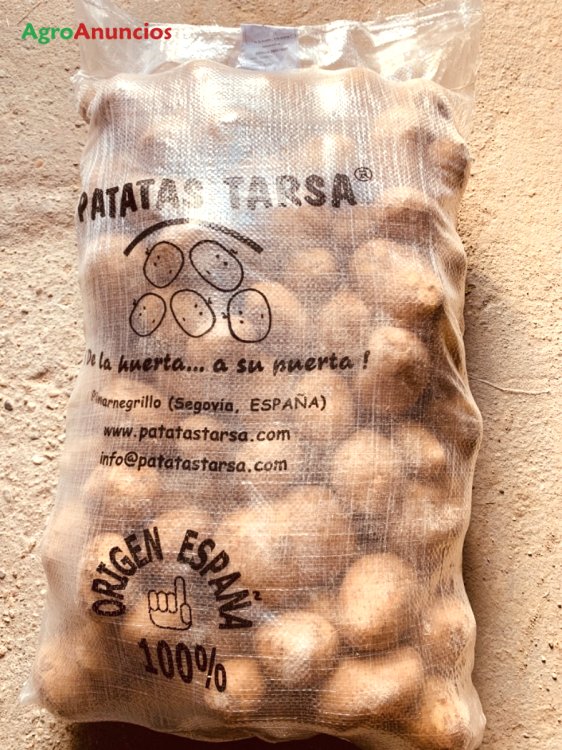 AgroAnuncios
PATATAS TARSA®
¡De la huerta... a su puerta!
Pinarnegrillo (Segovia, ESPAÑA)
www.patatastarsa.com
info@patatastarsa.com
ORIGEN ESPAÑA
100%